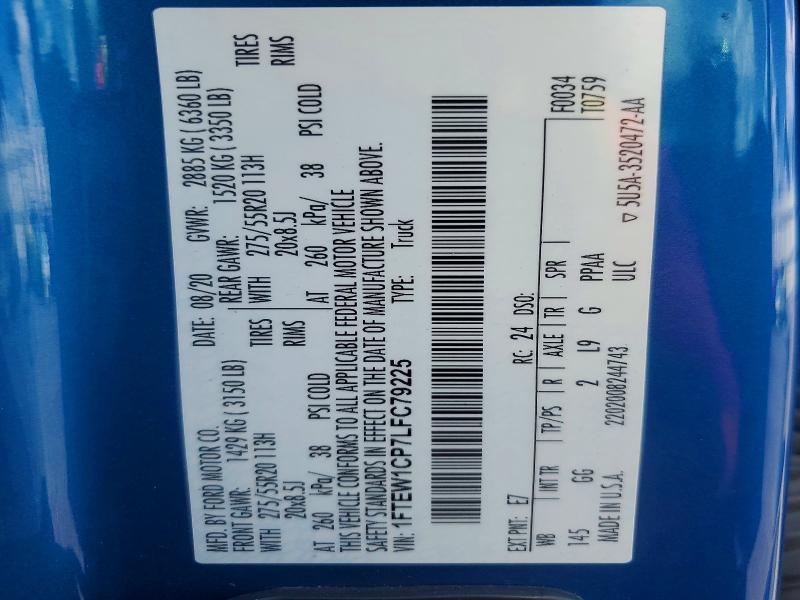 MFD. BY FORD MOTOR CO. DATE: 08/20 GVWR: 2885 KG ( 6360 LB)
FRONT GAWR: 1429 KG ( 3150 LB) REAR GAWR: 1520 KG ( 3350 LB)
WITH 275/55R20 113H TIRES WITH 275/55R20 113H TIRES
20x8.5J RIMS 20x8.5J RIMS
AT 260 kPa/ 38 PSI COLD AT 260 kPa/ 38 PSI COLD
THIS VEHICLE CONFORMS TO ALL APPLICABLE FEDERAL MOTOR VEHICLE
SAFETY STANDARDS IN EFFECT ON THE DATE OF MANUFACTURE SHOWN ABOVE.
VIN: 1FTEW1CP7LFC79225 TYPE: Truck
EXT PNT: E7 RC: 24 DSO: F0034
WB INT TR TP/PS R AXLE TR SPR T0759
145 GG 2 L9 G PPAA
MADE IN U.S.A. 2202008244743 ULC ▽ 5U5A-3520472-AA